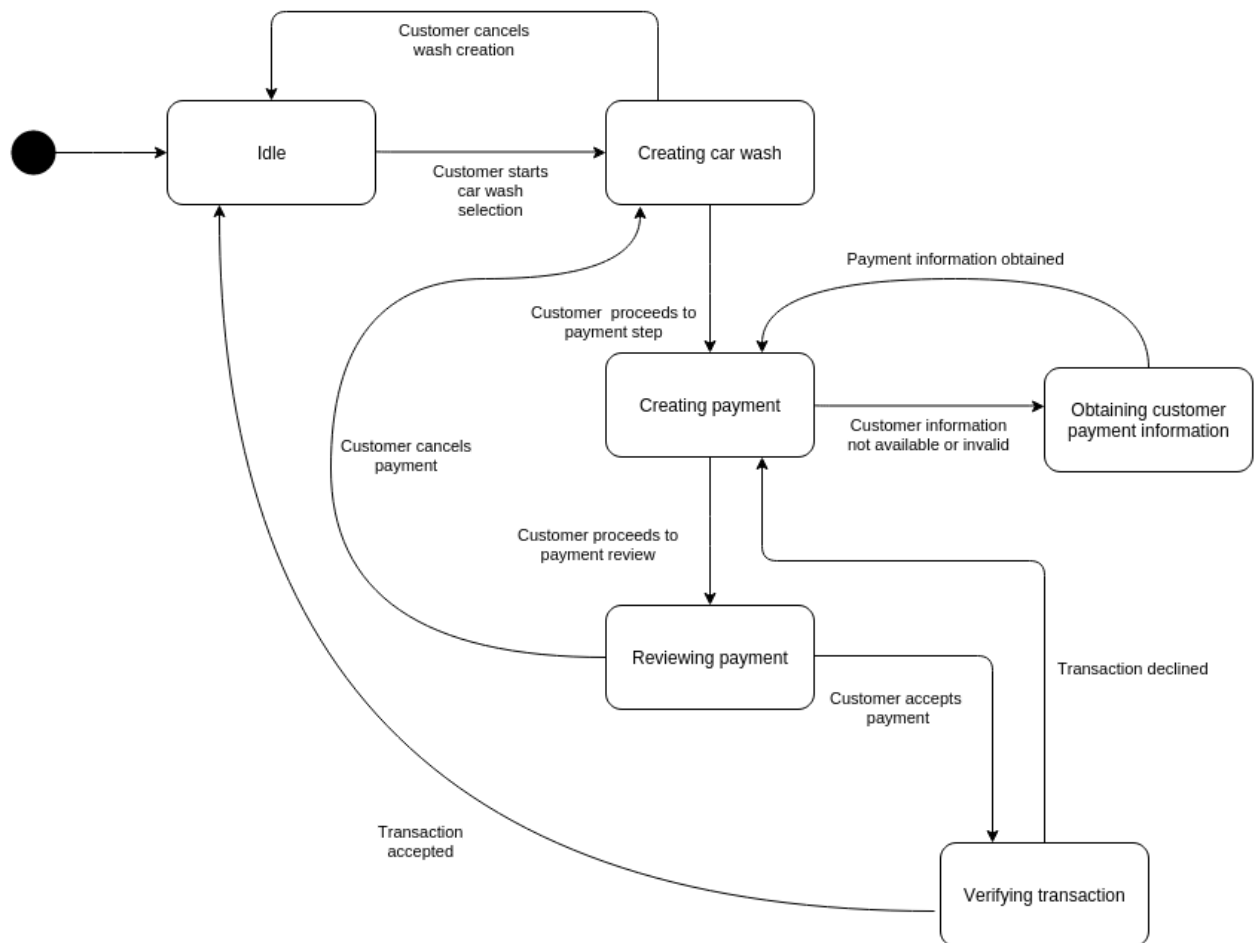 Customer cancels
wash creation
Idle
Creating car wash
Customer starts
car wash
selection
Payment information obtained
Customer  proceeds to
payment step
Creating payment
Obtaining customer
payment information
Customer information
not available or invalid
Customer cancels
payment
Customer proceeds to
payment review
Reviewing payment
Transaction declined
Customer accepts
payment
Transaction
accepted
Verifying transaction